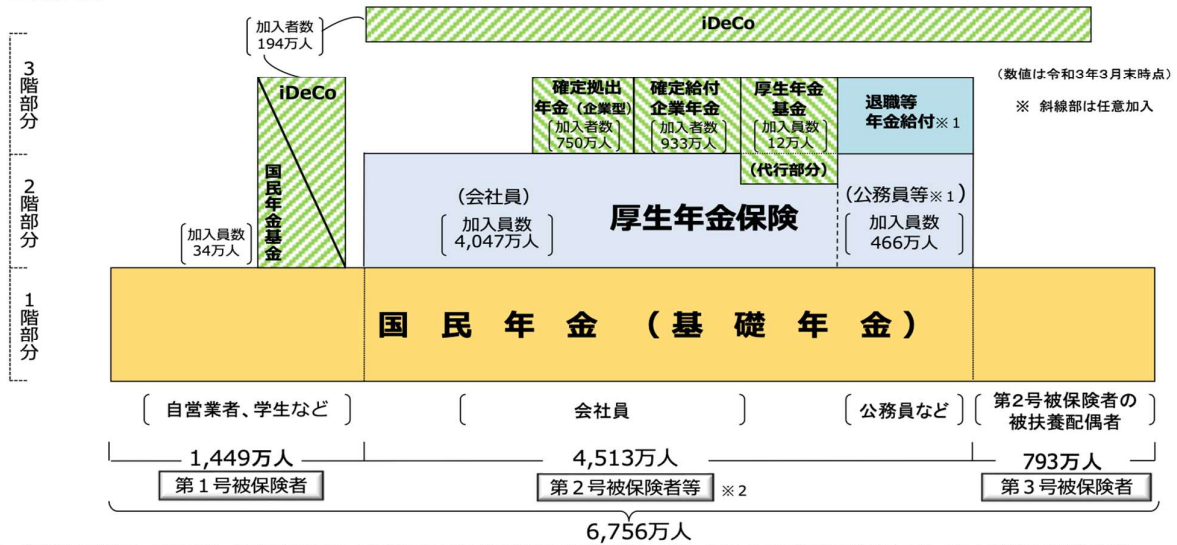 加入者数
194万人
iDeCo
(数値は令和3年3月末時点)
※ 斜線部は任意加入
3階部分
iDeCo
確定拠出
年金（企業型）
加入者数
750万人
確定給付
企業年金
加入者数
933万人
厚生年金
基金
加入員数
12万人
(代行部分)
退職等
年金給付※1
2階部分
国民年金基金
加入員数
34万人
(会社員)
加入員数
4,047万人
厚生年金保険
(公務員等※1)
加入員数
466万人
1階部分
国民年金（基礎年金）
自営業者、学生など
会社員
公務員など
第2号被保険者の
被扶養配偶者
1,449万人
4,513万人
793万人
第1号被保険者
第2号被保険者等 ※2
第3号被保険者
6,756万人